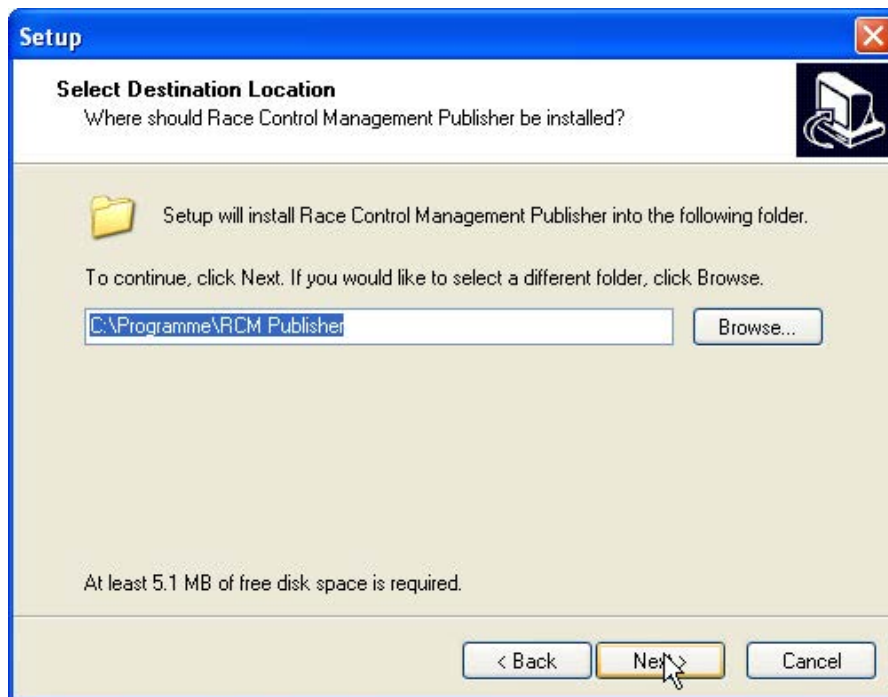 Setup
Select Destination Location
Where should Race Control Management Publisher be installed?
Setup will install Race Control Management Publisher into the following folder.
To continue, click Next. If you would like to select a different folder, click Browse.
C:\Programme\RCM Publisher
Browse...
At least 5.1 MB of free disk space is required.
< Back
Next >
Cancel